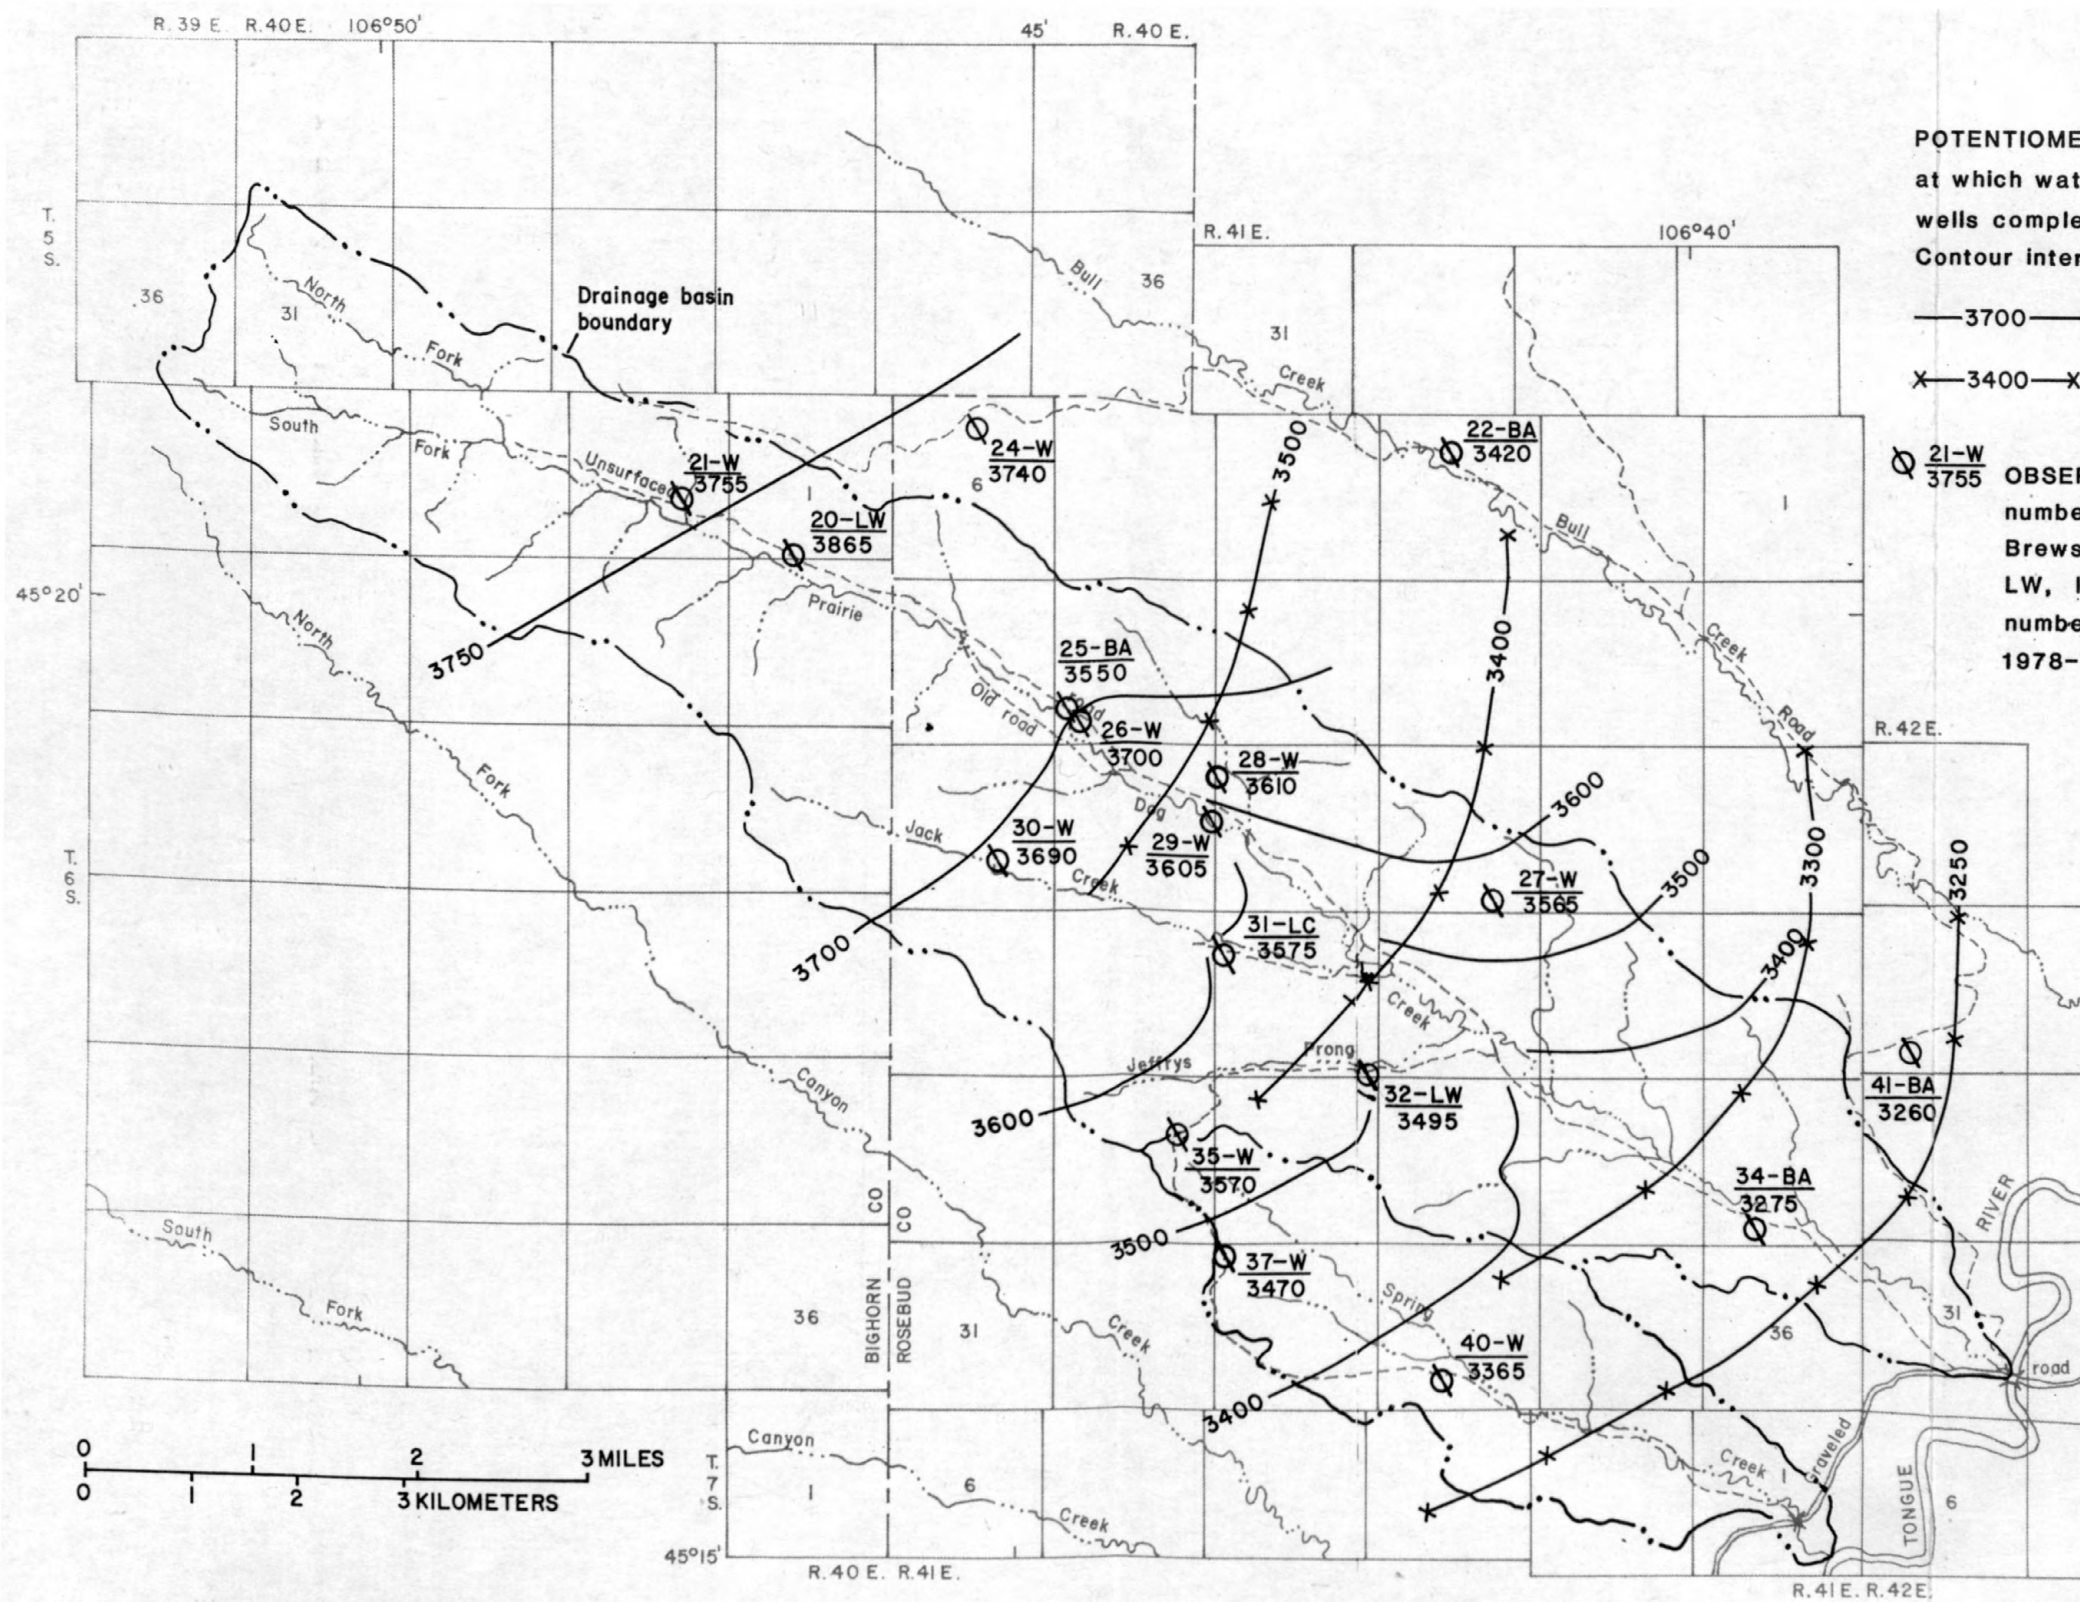 R. 39 E. R. 40 E. 106°50' 45' R. 40 E.
POTENTIOME
at which wat
wells comple
Contour inter
3700
3400
21-W
3755
OBSER
numbe
Brews
LW,
numbe
1978-
T.
5
S.
R. 41 E. 106°40'
Bull
36
36
31
North
Fork
Drainage basin
boundary
31
Creek
South
Fork
Unsurfaced
21-W
3755
1
20-LW
3865
24-W
3740
6
3500
22-BA
3420
1
Bull
45°20'
Prairie
North
3750
25-BA
3550
road
Old road
26-W
3700
3400
Creek
Road
R. 42 E.
28-W
3610
Dog
3600
Fork
Jack
30-W
3690
Creek
29-W
3605
T.
6
S.
27-W
3565
3500
3300
3250
3700
31-LC
3575
3400
Creek
Jeffrys
Prong
Canyon
32-LW
3495
41-BA
3260
3600
35-W
3570
34-BA
3275
RIVER
South
CO
CO
3500
37-W
3470
Spring
Fork
36
BIGHORN
ROSEBUD
31
Creek
36
31
40-W
3365
road
3400
0 1 2 3 MILES
0 1 2 3 KILOMETERS
Canyon
T.
7
S.
1
6
Creek
Creek
1
Graveled
TONGUE
6
45°15'
R. 40 E. R. 41 E.
R. 41 E. R. 42 E.